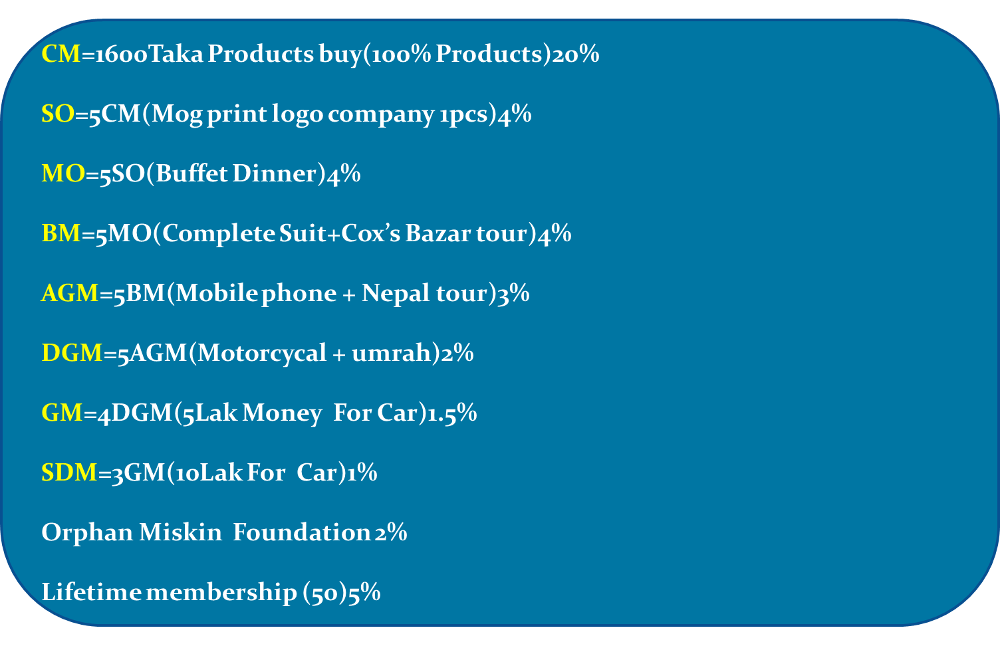 CM=1600Taka Products buy(100% Products)20%
SO=5CM(Mog print logo company 1pcs)4%
MO=5SO(Buffet Dinner)4%
BM=5MO(Complete Suit+Cox’s Bazar tour)4%
AGM=5BM(Mobile phone + Nepal tour)3%
DGM=5AGM(Motorcycal + umrah)2%
GM=4DGM(5Lak Money For Car)1.5%
SDM=3GM(10Lak For Car)1%
Orphan Miskin Foundation 2%
Lifetime membership (50)5%